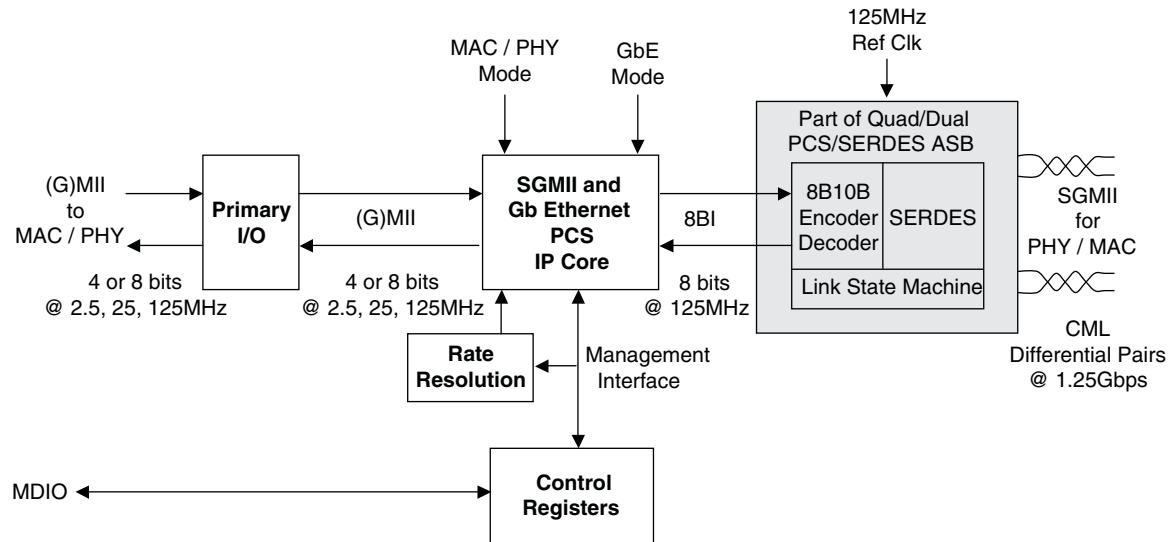 125MHz
Ref Clk
MAC / PHY
Mode
GbE
Mode
Part of Quad/Dual
PCS/SERDES ASB
(G)MII
to
MAC / PHY
Primary
I/O
(G)MII
SGMII and
Gb Ethernet
PCS
IP Core
8BI
8B10B
Encoder
Decoder
SERDES
Link State Machine
SGMII
for
PHY / MAC
4 or 8 bits
@ 2.5, 25, 125MHz
4 or 8 bits
@ 2.5, 25, 125MHz
8 bits
@ 125MHz
CML
Differential Pairs
@ 1.25Gbps
Rate
Resolution
Management
Interface
MDIO
Control
Registers